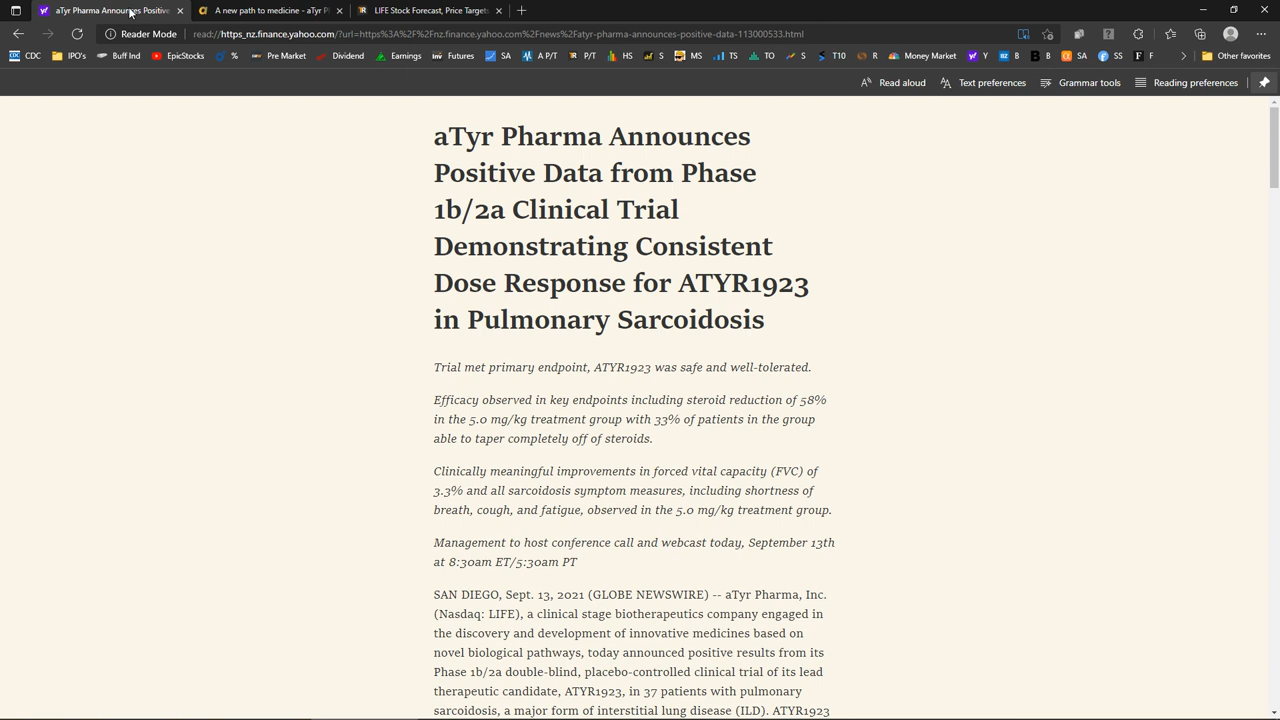 aTyr Pharma Announces Positive
A new path to medicine - aTyr P
LIFE Stock Forecast, Price Targets
Reader Mode
read://https_nz.finance.yahoo.com/?url=https%3A%2F%2Fnz.finance.yahoo.com%2Fnews%2Fatyr-pharma-announces-positive-data-113000533.html
CDC IPO's Buff Ind EpicStocks % Pre Market Dividend Earnings Futures SA A P/T P/T HS S MS TS TO S T10 R Money Market Y B B SA SS F Other favorites
Read aloud Text preferences Grammar tools Reading preferences
aTyr Pharma Announces
Positive Data from Phase
1b/2a Clinical Trial
Demonstrating Consistent
Dose Response for ATYR1923
in Pulmonary Sarcoidosis
Trial met primary endpoint, ATYR1923 was safe and well-tolerated.
Efficacy observed in key endpoints including steroid reduction of 58%
in the 5.0 mg/kg treatment group with 33% of patients in the group
able to taper completely off of steroids.
Clinically meaningful improvements in forced vital capacity (FVC) of
3.3% and all sarcoidosis symptom measures, including shortness of
breath, cough, and fatigue, observed in the 5.0 mg/kg treatment group.
Management to host conference call and webcast today, September 13th
at 8:30am ET/5:30am PT
SAN DIEGO, Sept. 13, 2021 (GLOBE NEWSWIRE) -- aTyr Pharma, Inc.
(Nasdaq: LIFE), a clinical stage biotherapeutics company engaged in
the discovery and development of innovative medicines based on
novel biological pathways, today announced positive results from its
Phase 1b/2a double-blind, placebo-controlled clinical trial of its lead
therapeutic candidate, ATYR1923, in 37 patients with pulmonary
sarcoidosis, a major form of interstitial lung disease (ILD). ATYR1923